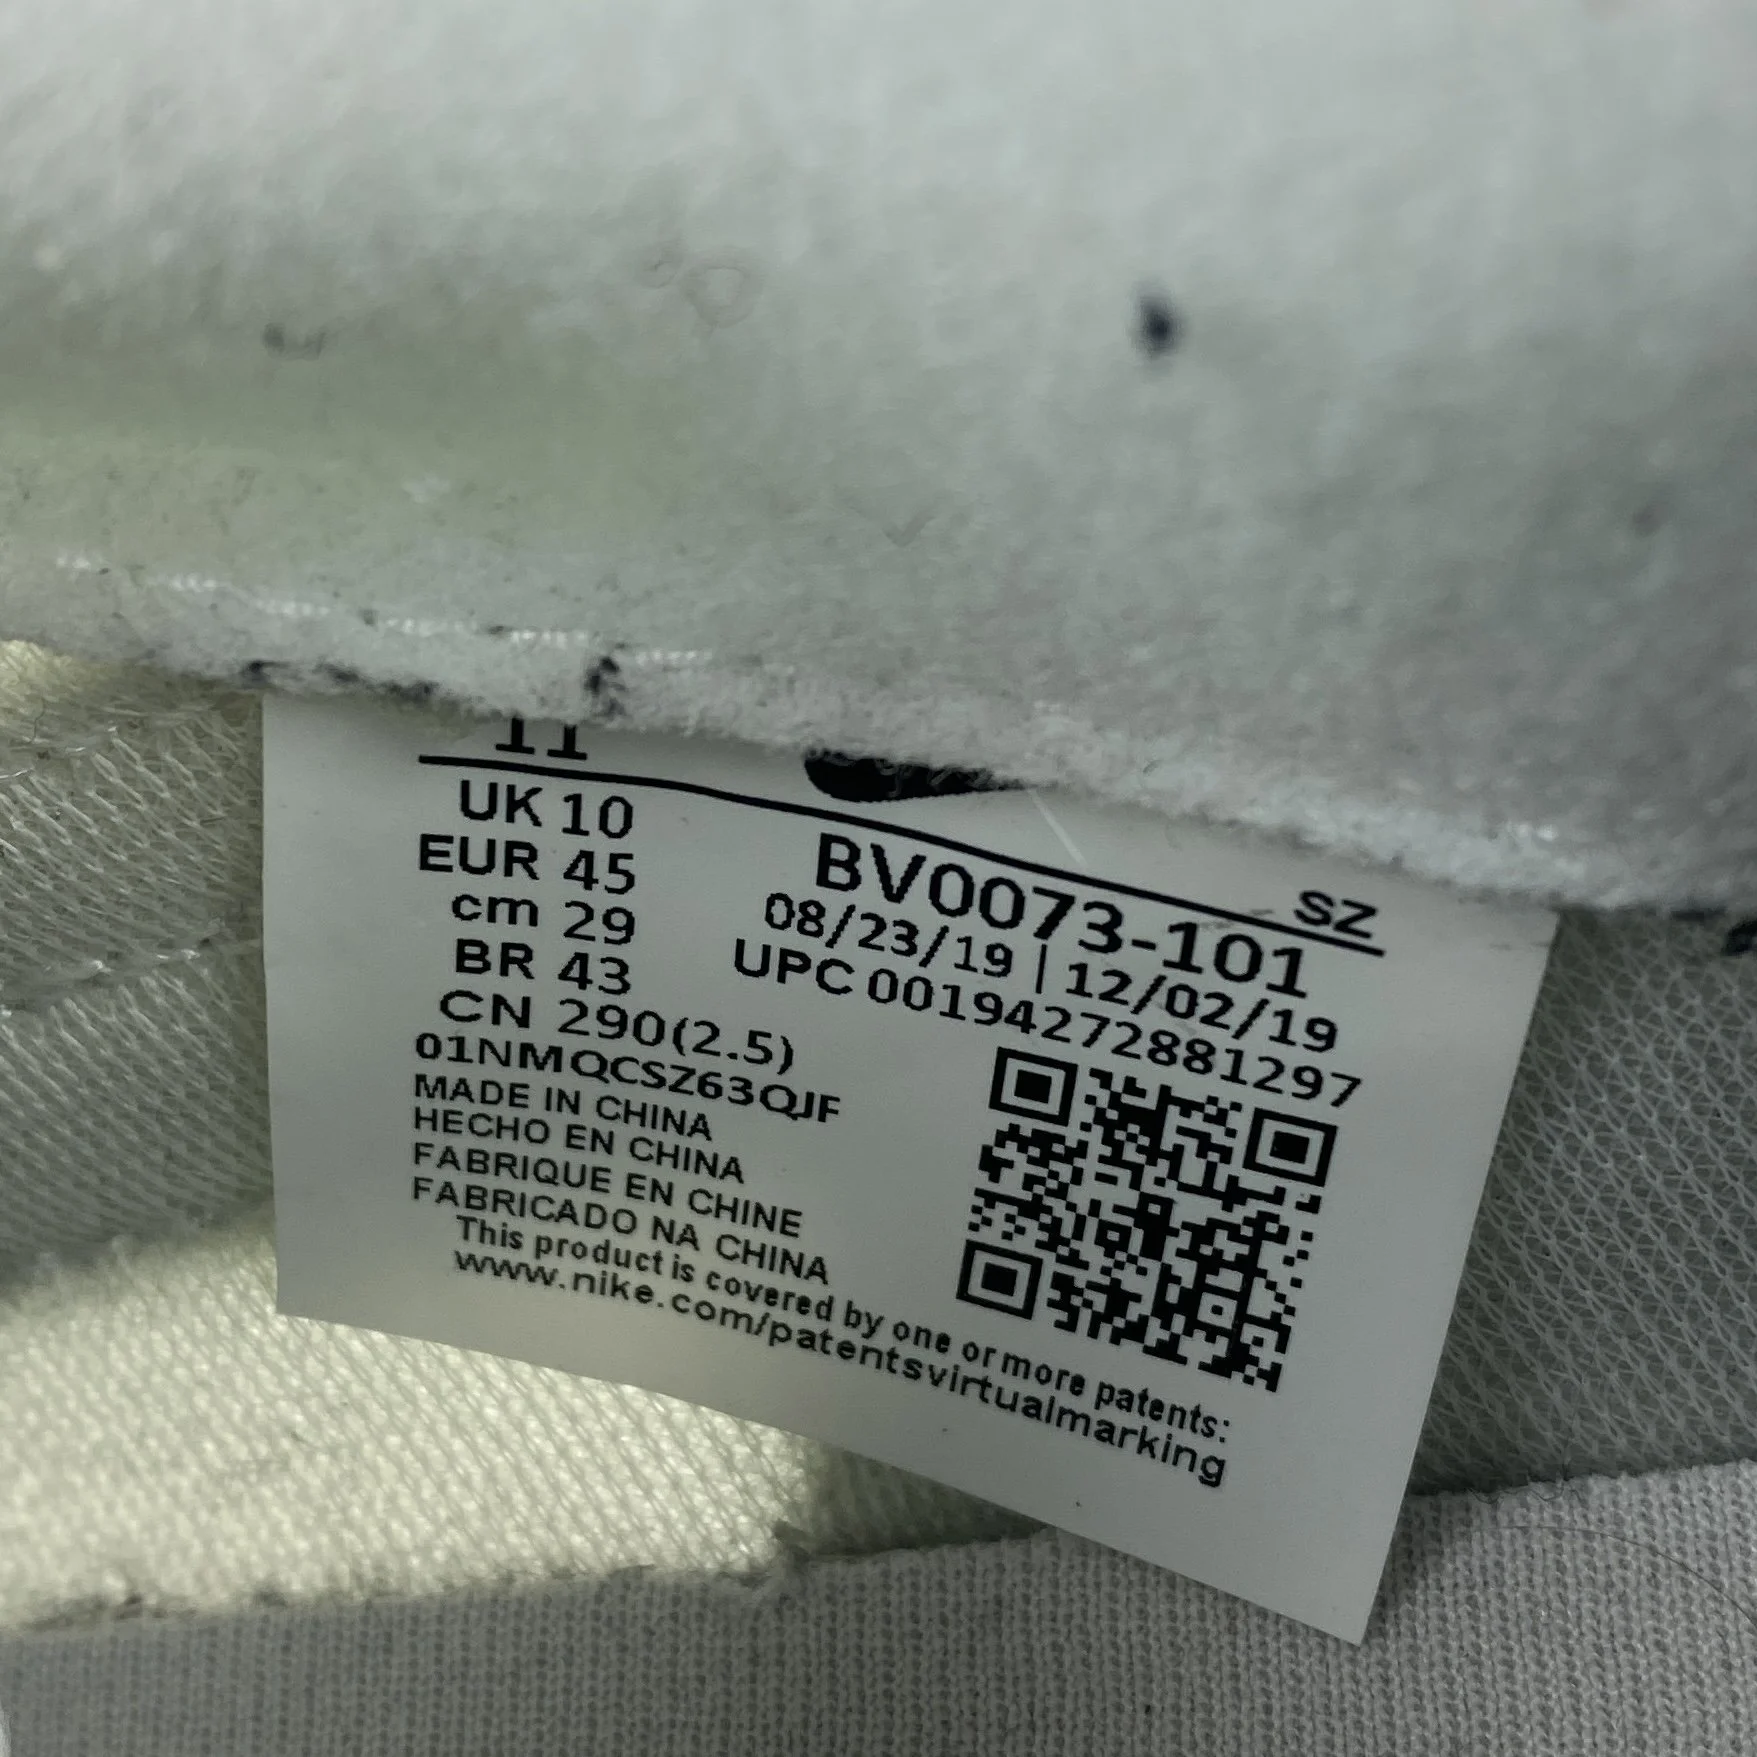 11
SZ
UK 10
EUR 45
cm 29
BR 43
CN 290(2.5)
BV0073-101
08/23/19 | 12/02/19
UPC 00194272881297
01NMQCSZ63QJF
MADE IN CHINA
HECHO EN CHINA
FABRIQUE EN CHINE
FABRICADO NA CHINA
This product is covered by one or more patents:
www.nike.com/patentsvirtualmarking